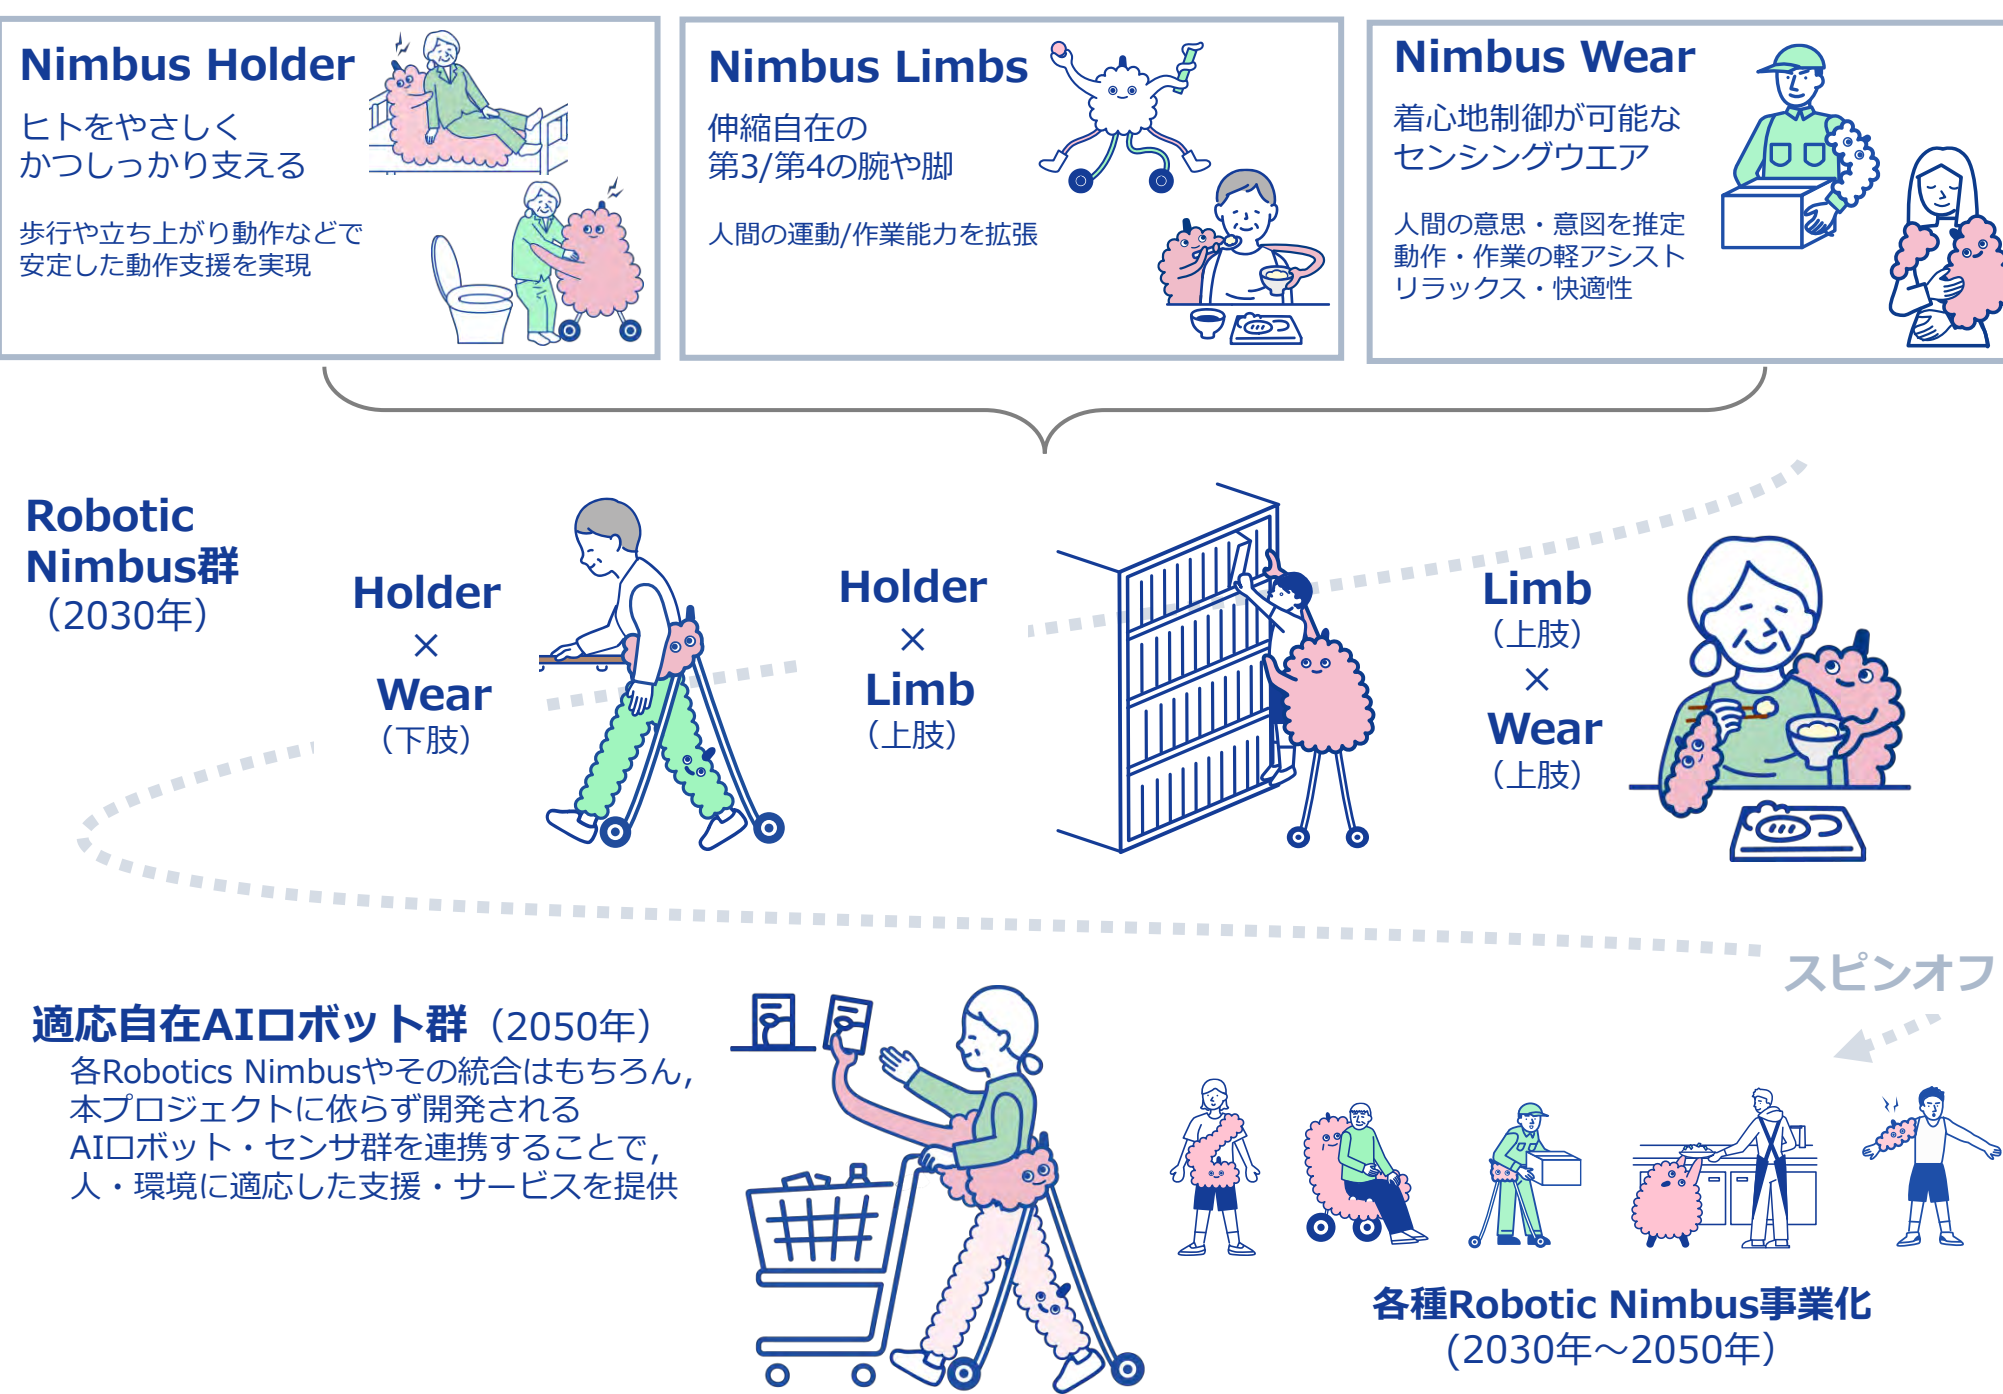 Nimbus Holder
ヒトをやさしく
かつしっかり支える
歩行や立ち上がり動作などで
安定した動作支援を実現
Nimbus Limbs
伸縮自在の
第3/第4の腕や脚
人間の運動/作業能力を拡張
Nimbus Wear
着心地制御が可能な
センシングウエア
人間の意思・意図を推定
動作・作業の軽アシスト
リラックス・快適性
Robotic
Nimbus群
（2030年）
Holder
×
Wear
（下肢）
Holder
×
Limb
（上肢）
Limb
（上肢）
×
Wear
（上肢）
スピンオフ
適応自在AIロボット群（2050年）
各Robotics Nimbusやその統合はもちろん,
本プロジェクトに依らず開発される
AIロボット・センサ群を連携することで,
人・環境に適応した支援・サービスを提供
各種Robotic Nimbus事業化
(2030年～2050年）